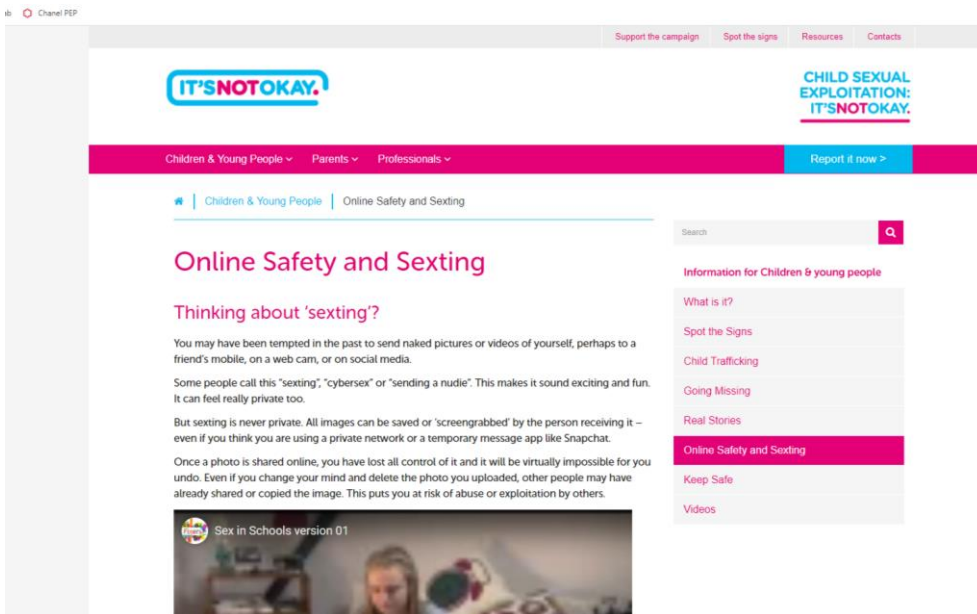 Chanel PEP
Support the campaign Spot the signs Resources Contacts
IT'SNOTOKAY.
CHILD SEXUAL
EXPLOITATION:
IT'SNOTOKAY.
Children & Young People Parents Professionals
Report it now >
Children & Young People Online Safety and Sexting
Search
Online Safety and Sexting
Thinking about 'sexting'?
You may have been tempted in the past to send naked pictures or videos of yourself, perhaps to a
friend's mobile, on a web cam, or on social media.
Some people call this "sexting", "cybersex" or "sending a nudie". This makes it sound exciting and fun.
It can feel really private too.
But sexting is never private. All images can be saved or 'screengrabbed' by the person receiving it –
even if you think you are using a private network or a temporary message app like Snapchat.
Once a photo is shared online, you have lost all control of it and it will be virtually impossible for you
undo. Even if you change your mind and delete the photo you uploaded, other people may have
already shared or copied the image. This puts you at risk of abuse or exploitation by others.
Sex in Schools version 01
Information for Children & young people
What is it?
Spot the Signs
Child Trafficking
Going Missing
Real Stories
Online Safety and Sexting
Keep Safe
Videos